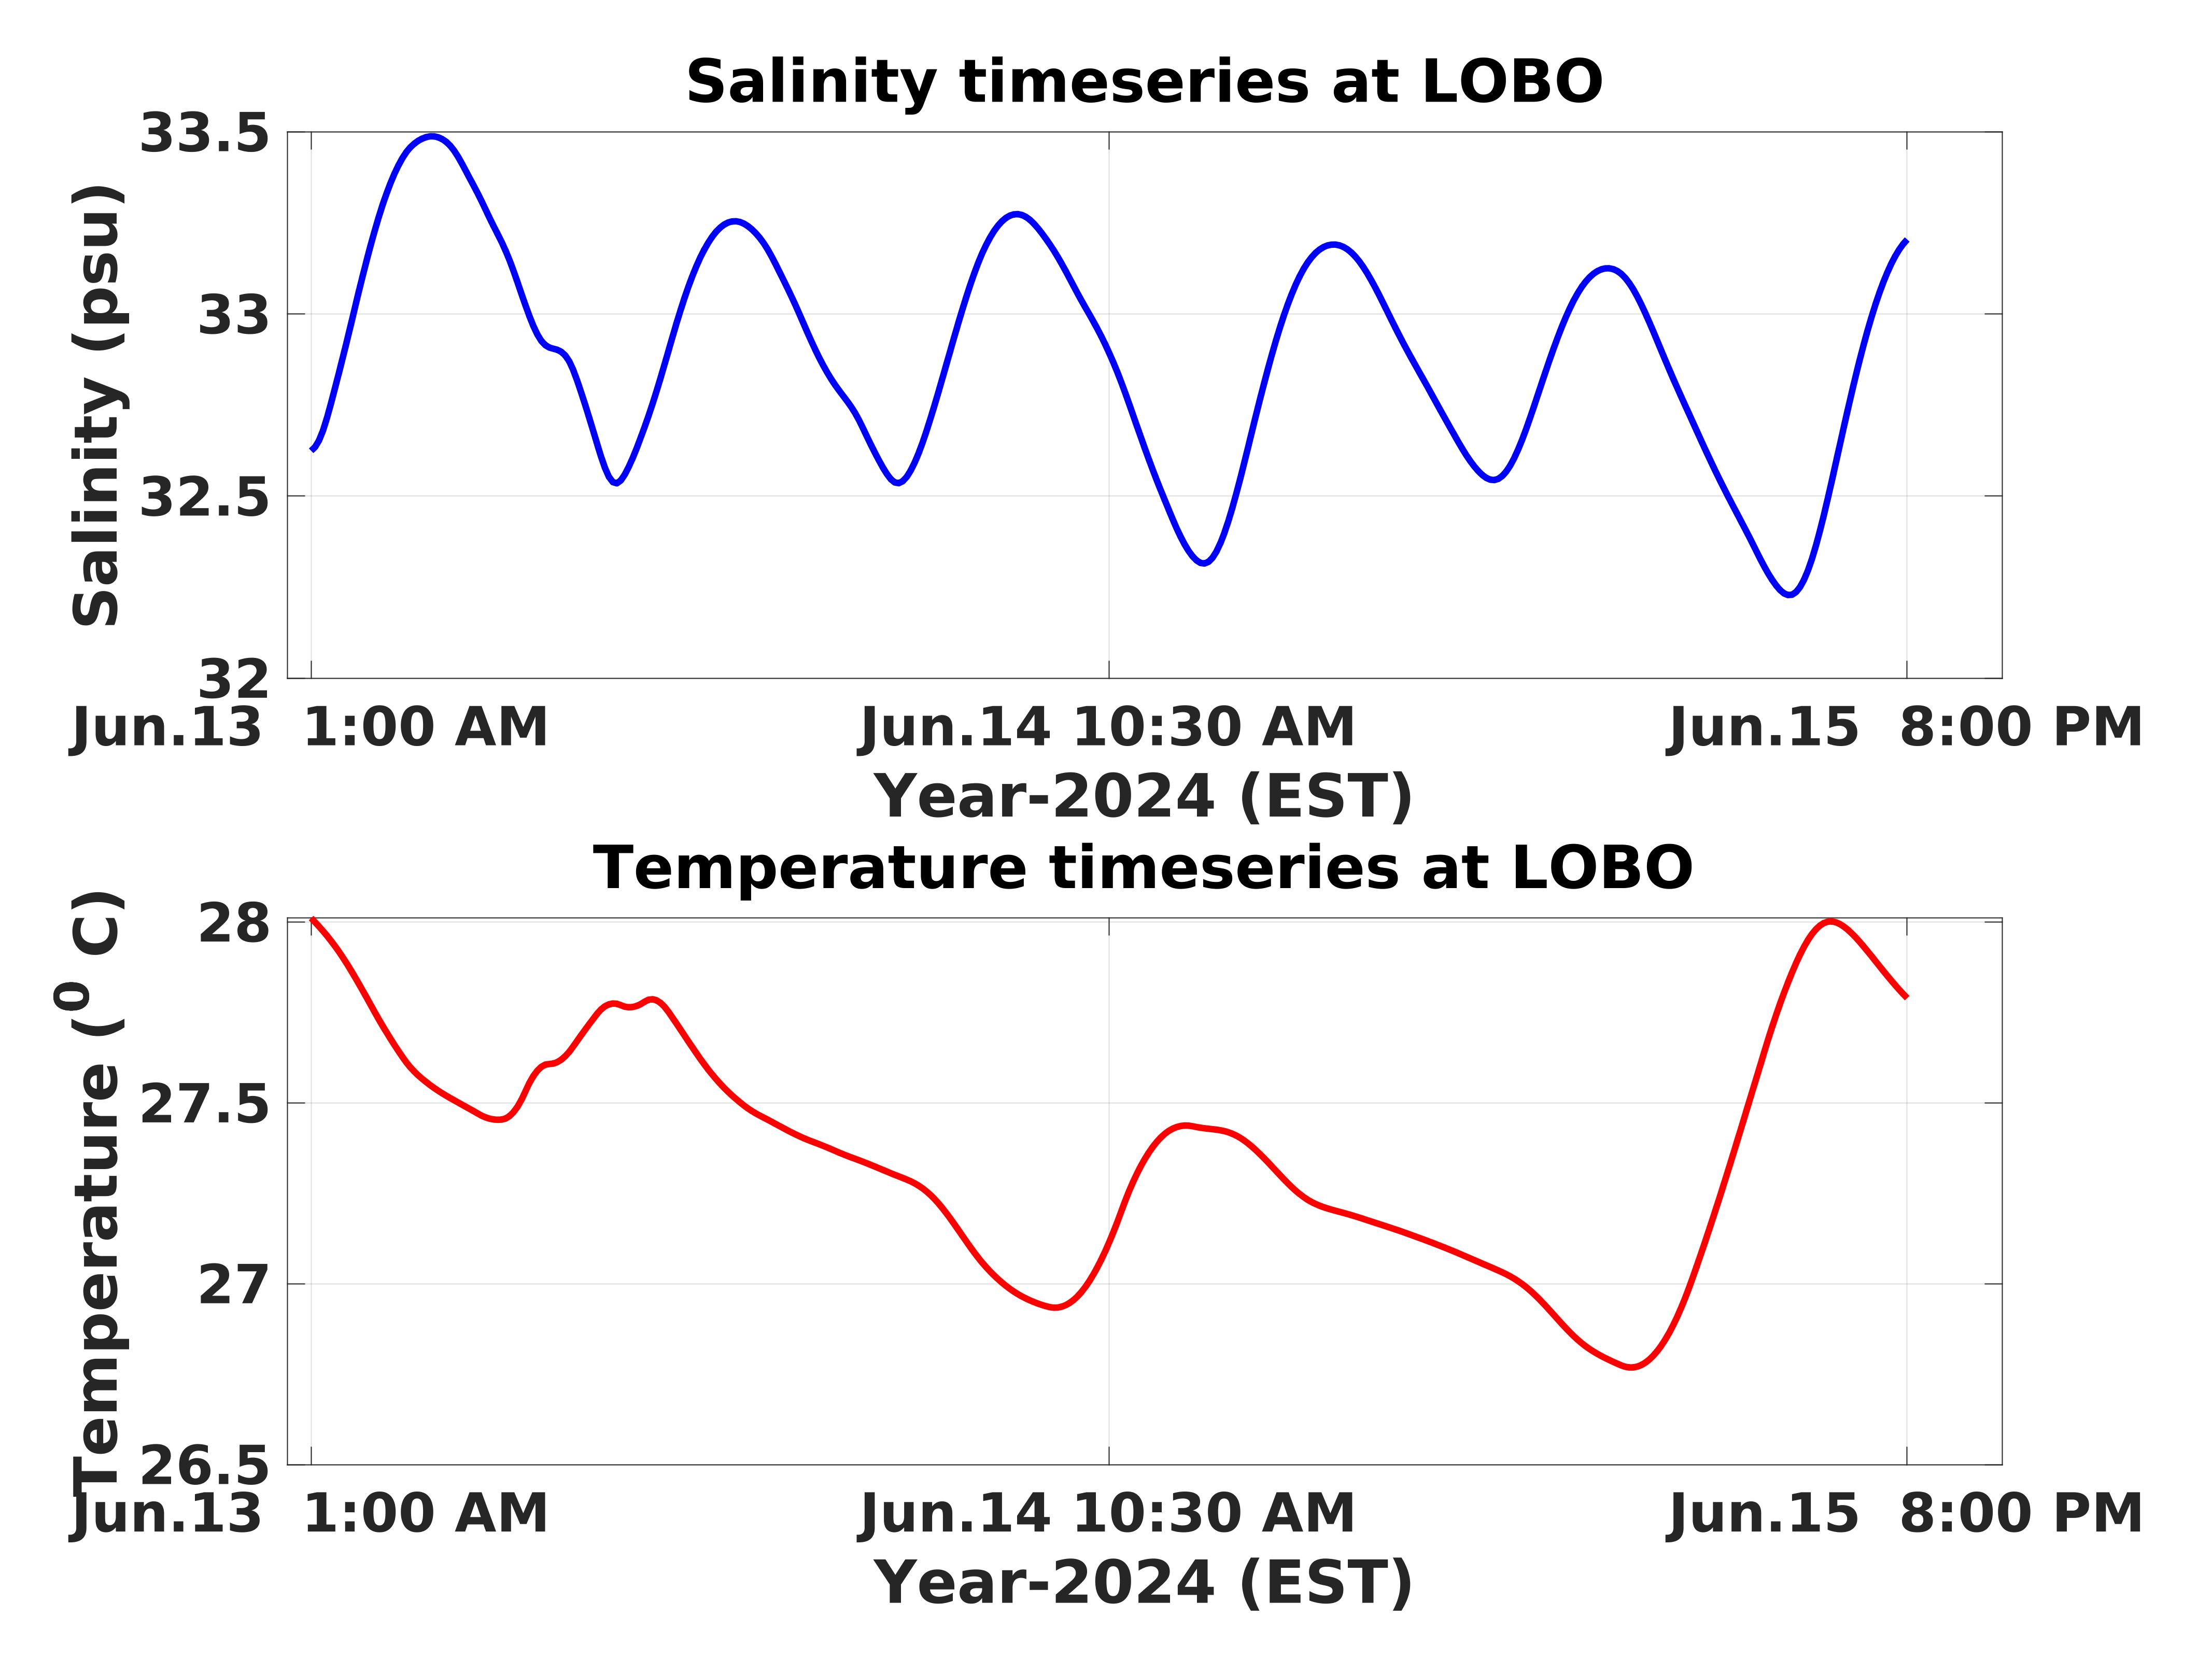 Salinity timeseries at LOBO
Salinity (psu)
33.5
33
32.5
32
Jun.13  1:00 AM
Jun.14 10:30 AM
Jun.15  8:00 PM
Year-2024 (EST)
Temperature timeseries at LOBO
Temperature (⁰ C)
28
27.5
27
26.5
Jun.13  1:00 AM
Jun.14 10:30 AM
Jun.15  8:00 PM
Year-2024 (EST)